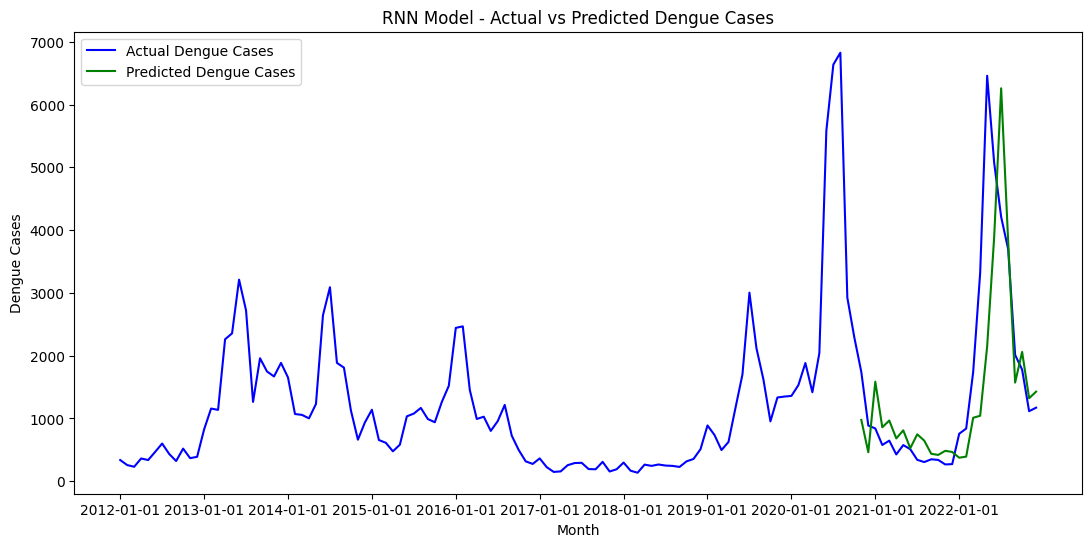 RNN Model - Actual vs Predicted Dengue Cases
Actual Dengue Cases
Predicted Dengue Cases
Dengue Cases
7000
6000
5000
4000
3000
2000
1000
0
2012-01-01 2013-01-01 2014-01-01 2015-01-01 2016-01-01 2017-01-01 2018-01-01 2019-01-01 2020-01-01 2021-01-01 2022-01-01
Month